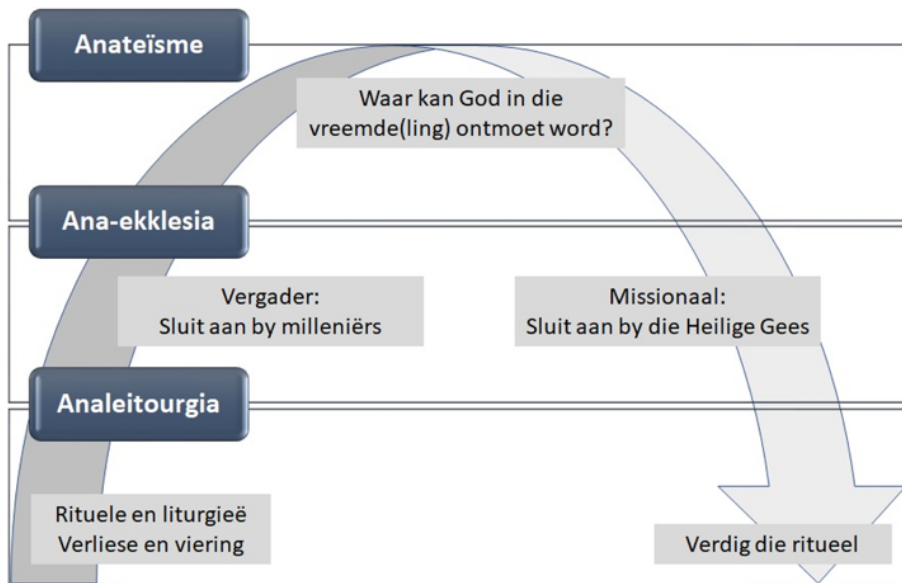 Anateïsme
Waar kan God in die
vreemde(ling) ontmoet word?
Ana-ekklesia
Vergader:
Sluit aan by milleniërs
Missionaal:
Sluit aan by die Heilige Gees
Analeitourgia
Rituele en liturgieë
Verliese en viering
Verdig die ritueel